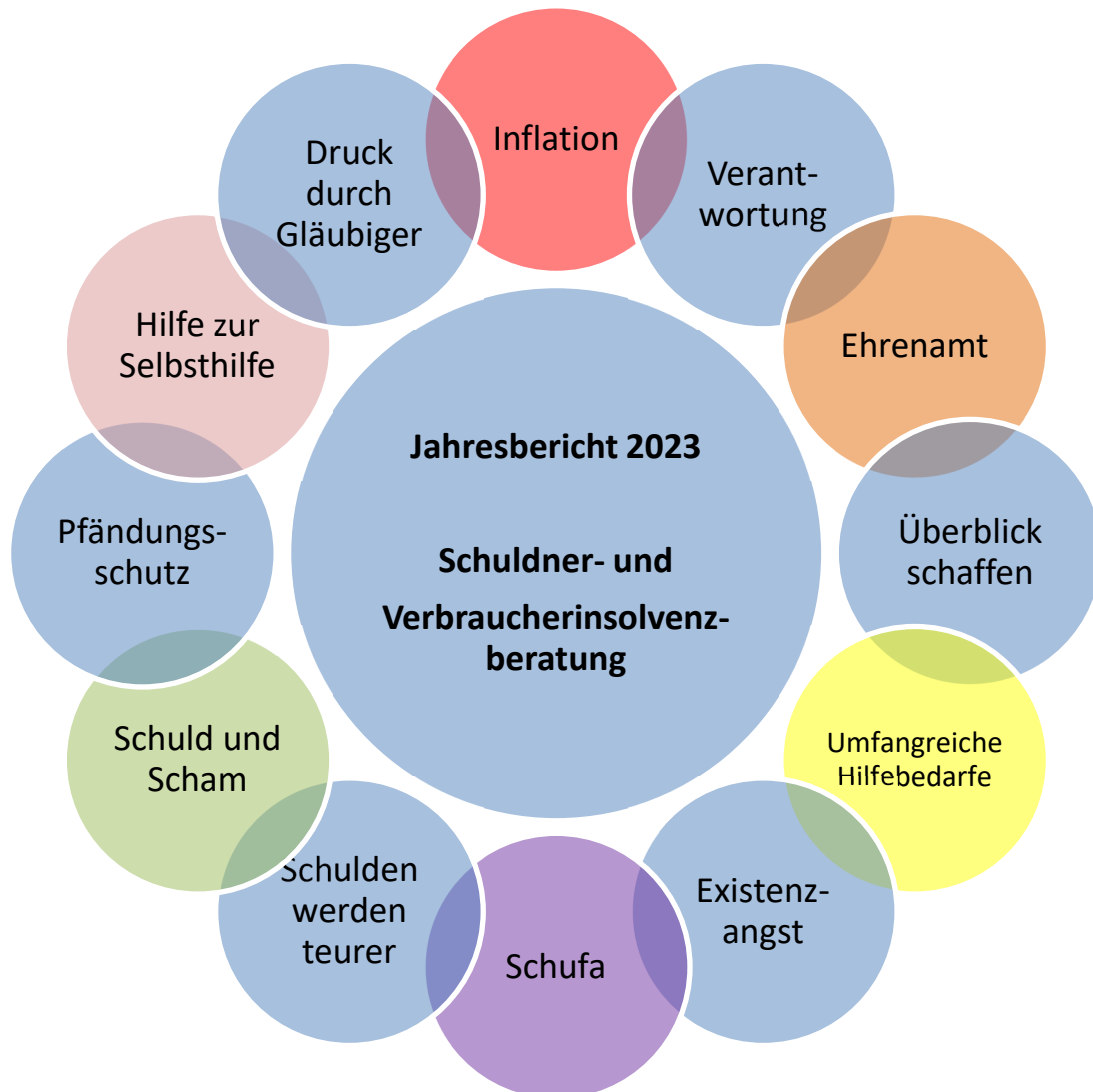 Inflation
Verant-
wortung
Ehrenamt
Überblick
schaffen
Umfangreiche
Hilfebedarfe
Existenz-
angst
Schufa
Schulden
werden
teurer
Schuld und
Scham
Pfändungs-
schutz
Hilfe zur
Selbsthilfe
Druck
durch
Gläubiger
Jahresbericht 2023
Schuldner- und
Verbraucherinsolvenz-
beratung